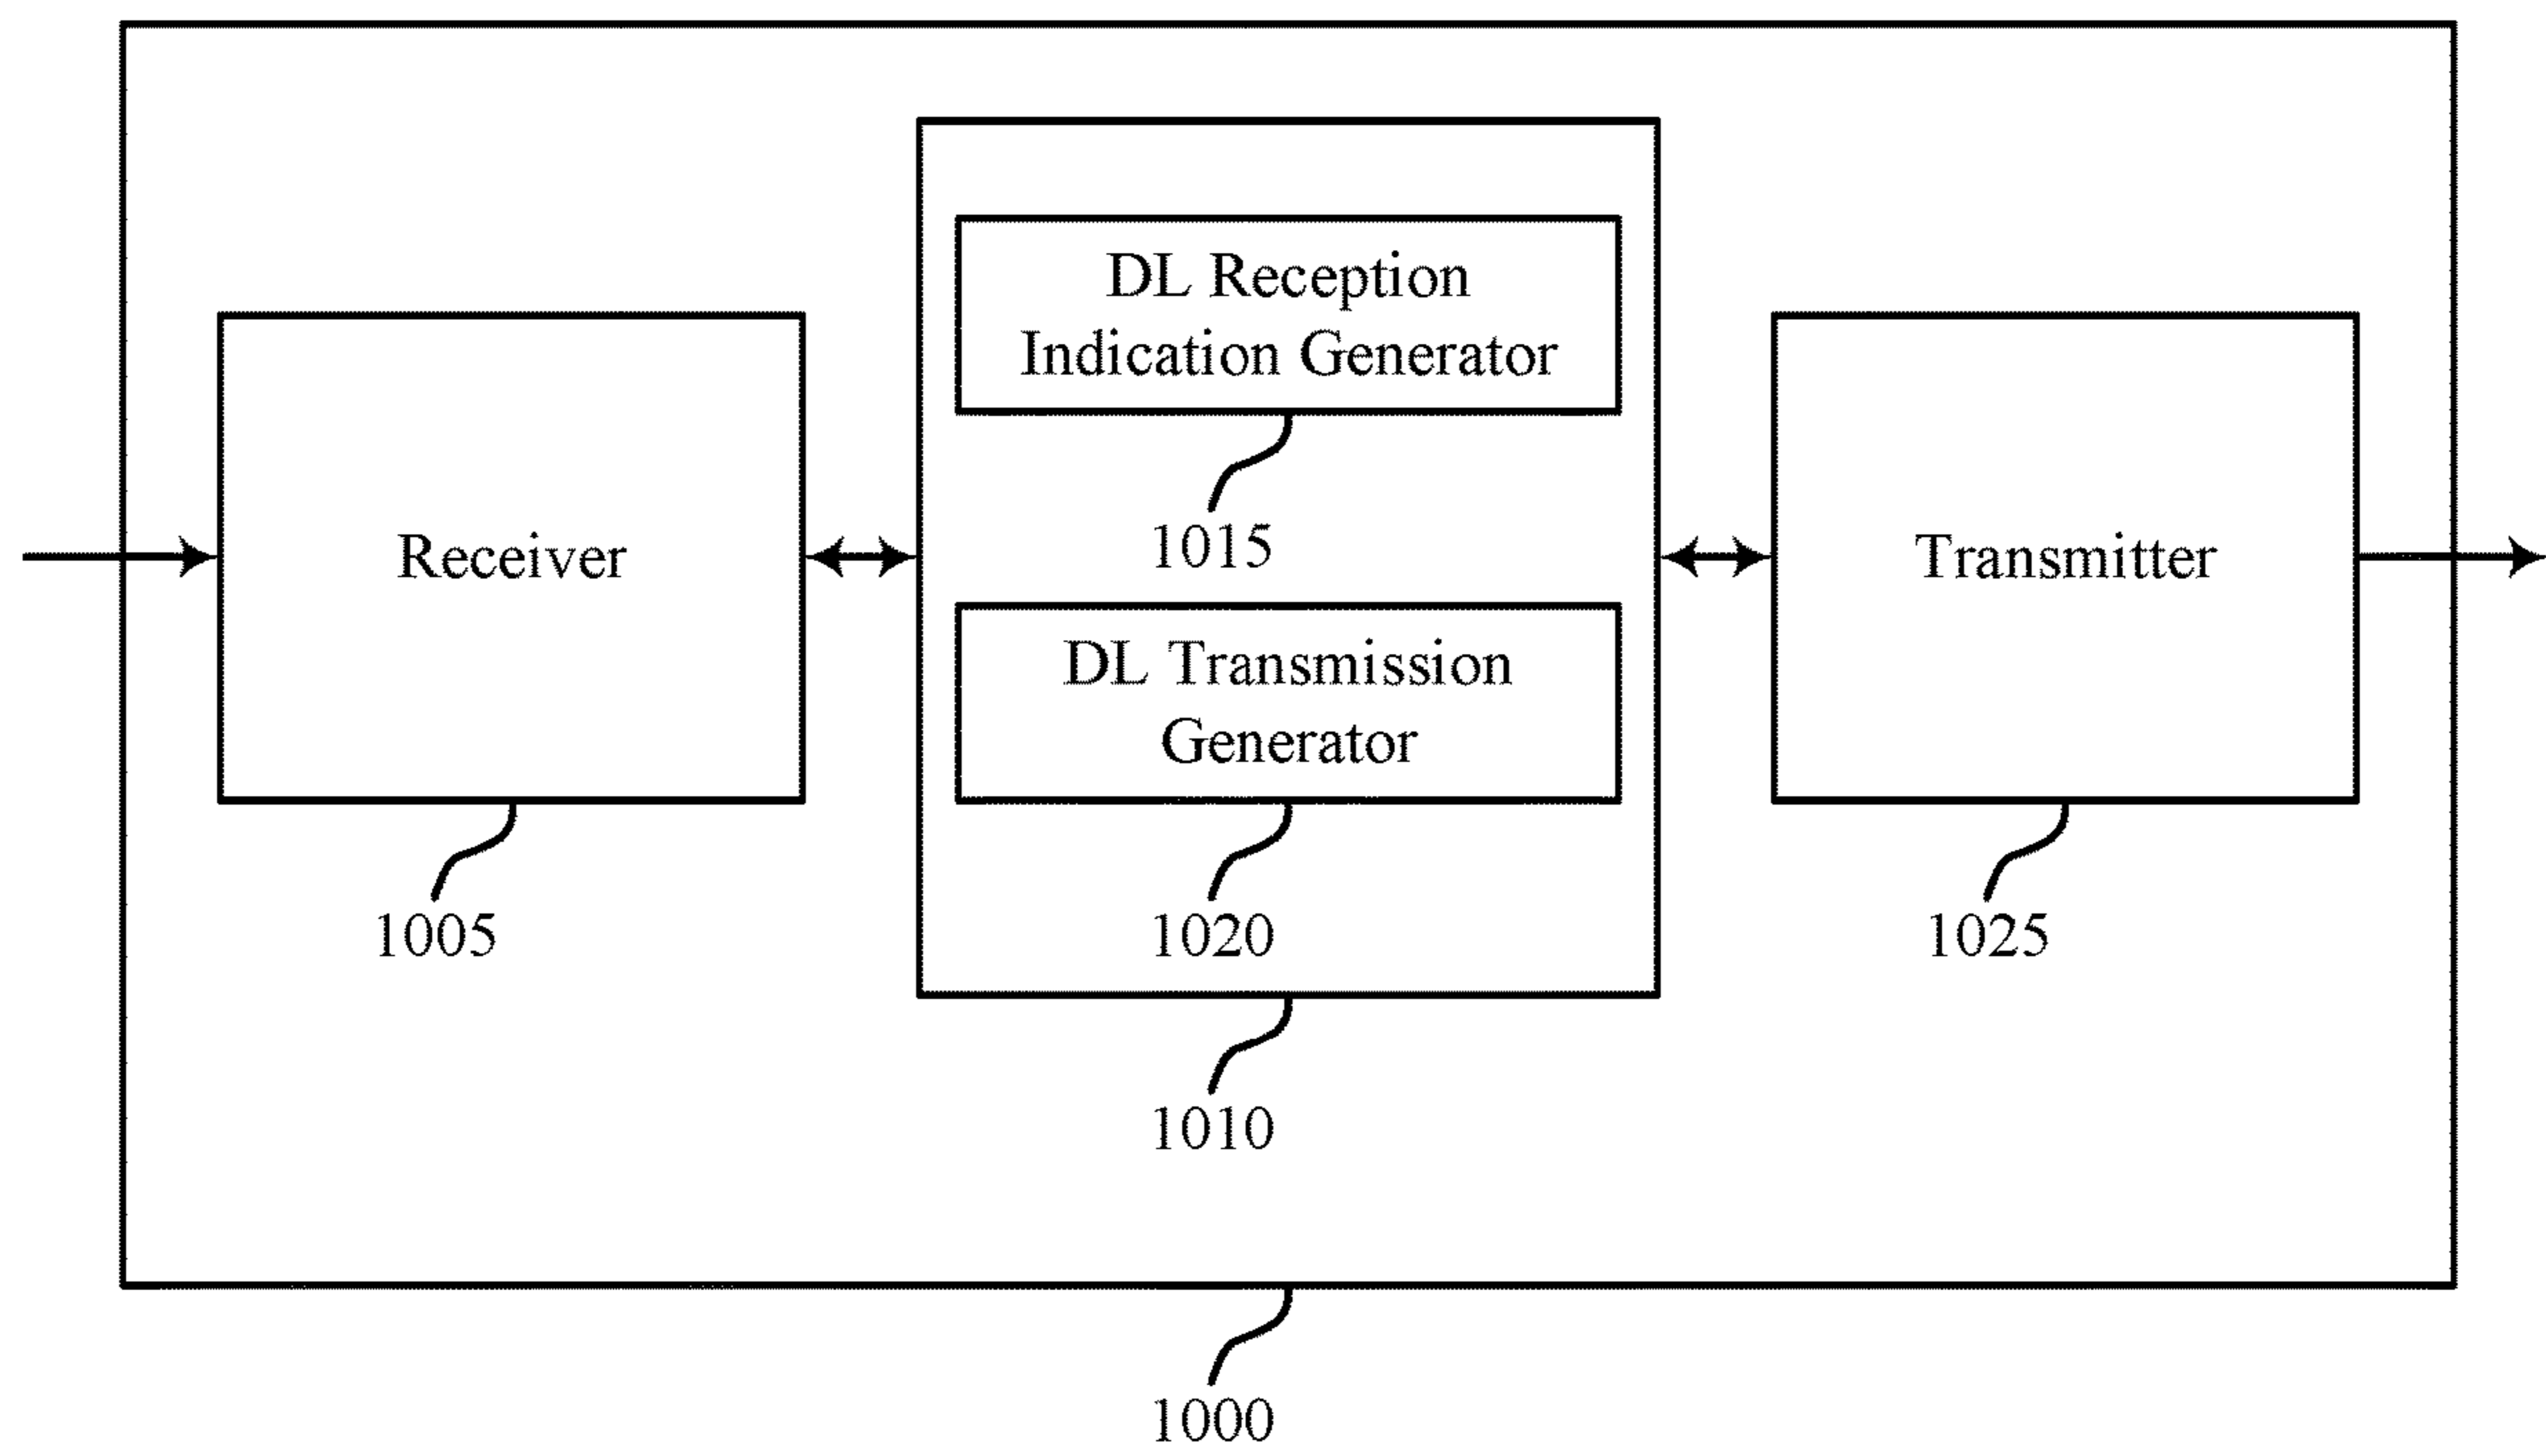 DL Reception
Indication Generator
1015
Receiver
Transmitter
DL Transmission
Generator
1005
1020
1025
1010
1000